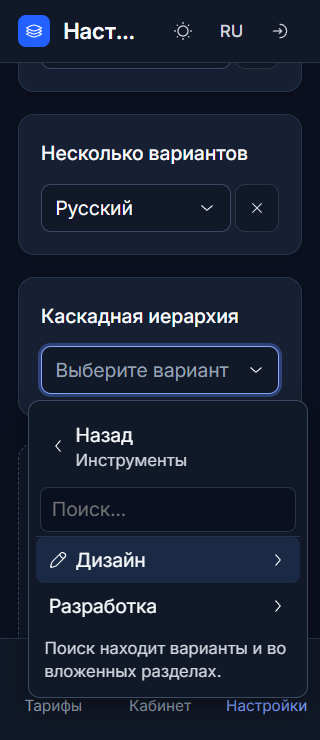 Наст...
RU
Несколько вариантов
Русский
Каскадная иерархия
Выберите вариант
Назад
Инструменты
Поиск...
Дизайн
Разработка
Поиск находит варианты и во
вложенных разделах.
Тарифы
Кабинет
Настройки